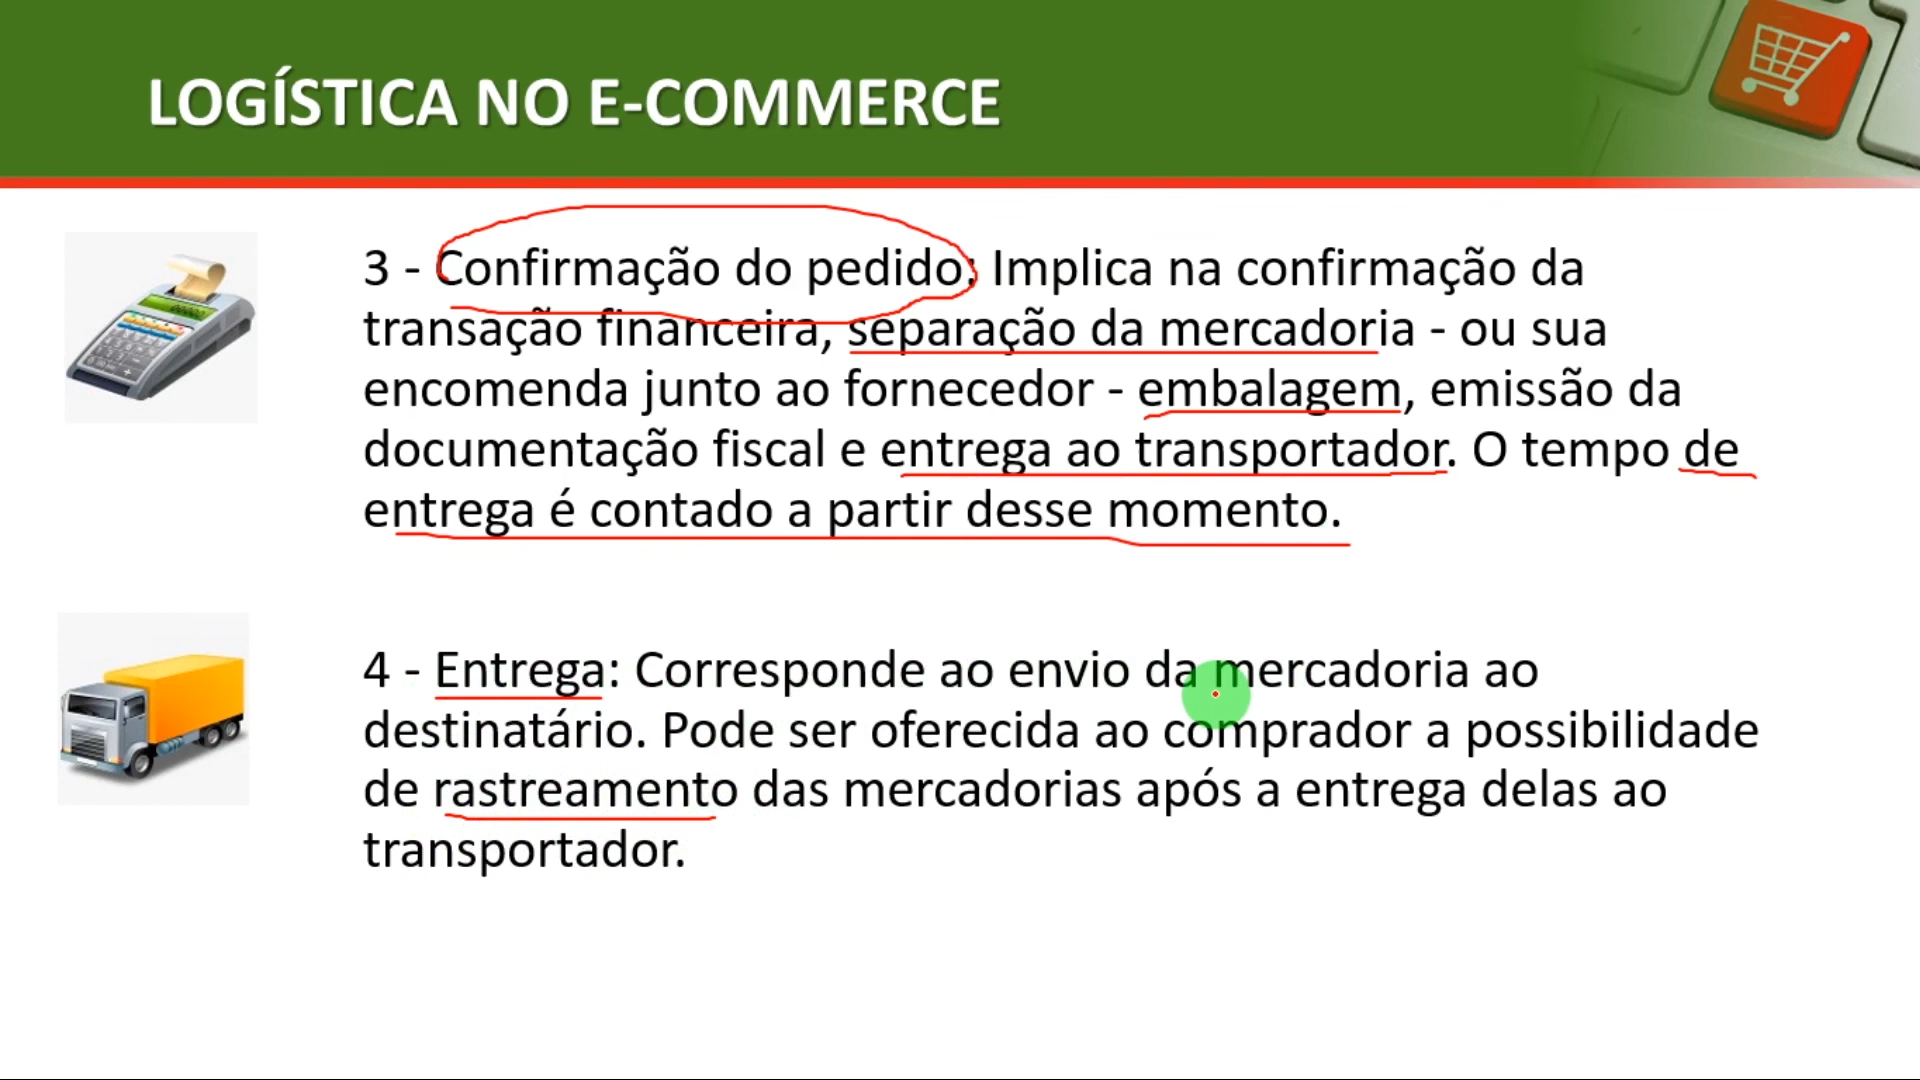 LOGÍSTICA NO E-COMMERCE
3 - Confirmação do pedido: Implica na confirmação da
transação financeira, separação da mercadoria - ou sua
encomenda junto ao fornecedor - embalagem, emissão da
documentação fiscal e entrega ao transportador. O tempo de
entrega é contado a partir desse momento.
4 - Entrega: Corresponde ao envio da mercadoria ao
destinatário. Pode ser oferecida ao comprador a possibilidade
de rastreamento das mercadorias após a entrega delas ao
transportador.